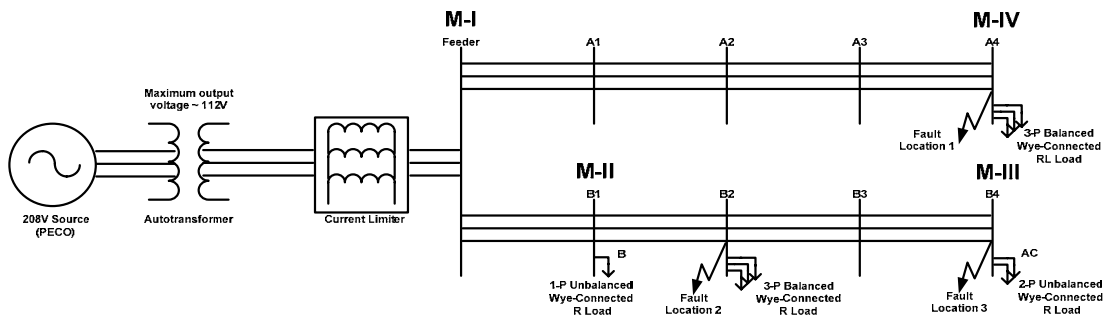 M-I
Feeder
A1
A2
A3
M-IV
A4
Maximum output
voltage ~ 112V
208V Source
(PECO)
Autotransformer
Current Limiter
Fault
Location 1
3-P Balanced
Wye-Connected
RL Load
M-II
B1
B2
B3
M-III
B4
B
1-P Unbalanced
Wye-Connected
R Load
Fault
Location 2
3-P Balanced
Wye-Connected
R Load
Fault
Location 3
AC
2-P Unbalanced
Wye-Connected
R Load